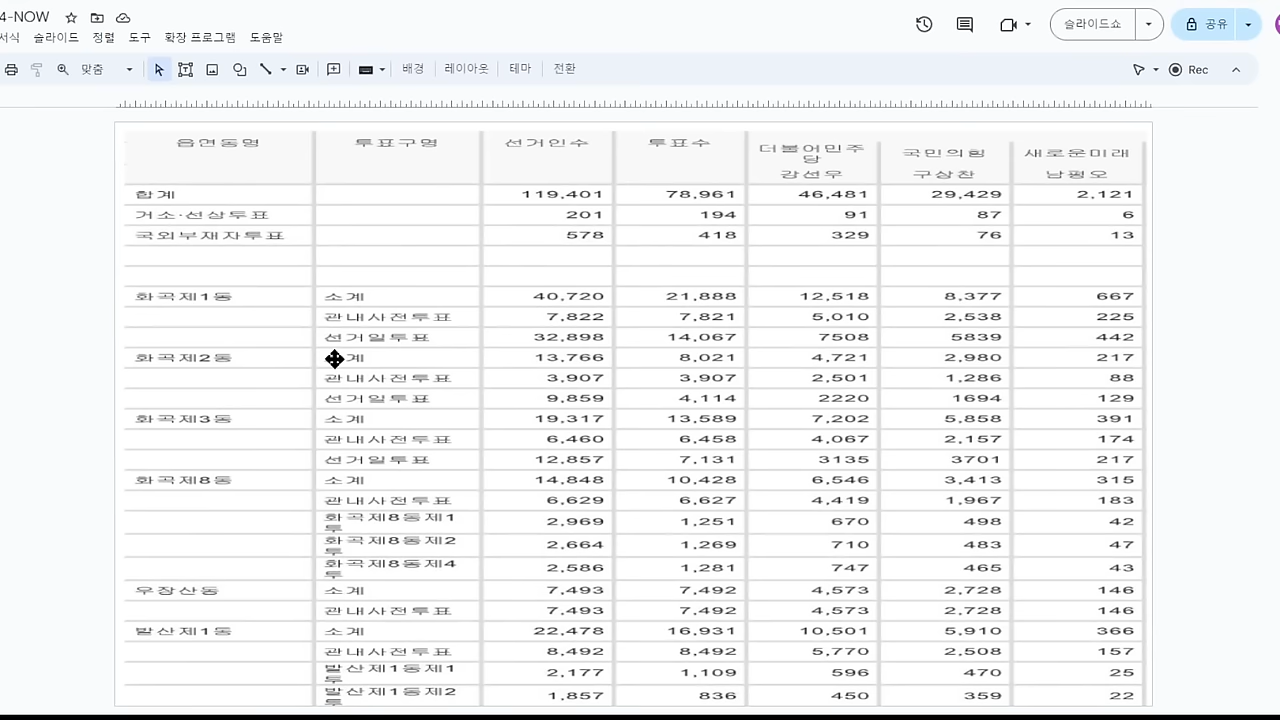 4-NOW
슬라이드쇼
공유
서식 슬라이드 정렬 도구 확장 프로그램 도움말
맞춤 배경 레이아웃 테마 전환 Rec
읍면동명 투표구명 선거인수 투표수 더불어민주당 강선우 국민의힘 구상찬 새로운미래 남평오
합계 119,401 78,961 46,481 29,429 2,121
거소·선상투표 201 194 91 87 6
국외부재자투표 578 418 329 76 13
화곡제1동 소계 40,720 21,888 12,518 8,377 667
관내사전투표 7,822 7,821 5,010 2,538 225
선거일투표 32,898 14,067 7508 5839 442
화곡제2동 계 13,766 8,021 4,721 2,980 217
관내사전투표 3,907 3,907 2,501 1,286 88
선거일투표 9,859 4,114 2220 1694 129
화곡제3동 소계 19,317 13,589 7,202 5,858 391
관내사전투표 6,460 6,458 4,067 2,157 174
선거일투표 12,857 7,131 3135 3701 217
화곡제8동 소계 14,848 10,428 6,546 3,413 315
관내사전투표 6,629 6,627 4,419 1,967 183
화곡제8동제1투 2,969 1,251 670 498 42
화곡제8동제2투 2,664 1,269 710 483 47
화곡제8동제4투 2,586 1,281 747 465 43
우장산동 소계 7,493 7,492 4,573 2,728 146
관내사전투표 7,493 7,492 4,573 2,728 146
발산제1동 소계 22,478 16,931 10,501 5,910 366
관내사전투표 8,492 8,492 5,770 2,508 157
발산제1동제1투 2,177 1,109 596 470 25
발산제1동제2투 1,857 836 450 359 22